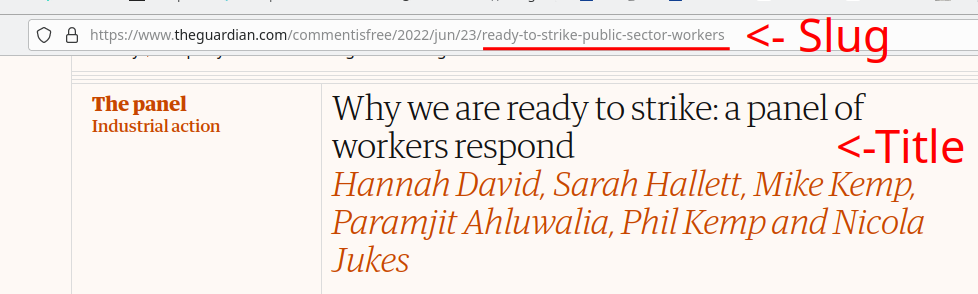 https://www.theguardian.com/commentisfree/2022/jun/23/ready-to-strike-public-sector-workers <- Slug
The panel
Industrial action
Why we are ready to strike: a panel of
workers respond
<-Title
Hannah David, Sarah Hallett, Mike Kemp,
Paramjit Ahluwalia, Phil Kemp and Nicola
Jukes